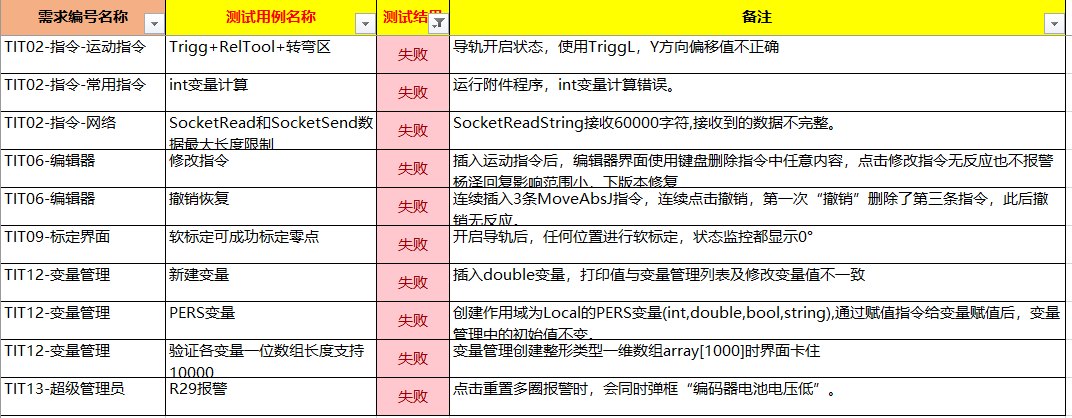 需求编号名称 测试用例名称 测试结果 备注
TIT02-指令-运动指令 Trigg+RelTool+转弯区 失败 导轨开启状态，使用TriggL，Y方向偏移值不正确
TIT02-指令-常用指令 int变量计算 失败 运行附件程序，int变量计算错误。
TIT02-指令-网络 SocketRead和SocketSend数 失败 SocketReadString接收60000字符,接收到的数据不完整。
据最大长度限制
TIT06-编辑器 修改指令 失败 插入运动指令后，编辑器界面使用键盘删除指令中任意内容，点击修改指令无反应也不报警
杨泽回复影响范围小，下版本修复
TIT06-编辑器 撤销恢复 失败 连续插入3条MoveAbsJ指令，连续点击撤销，第一次“撤销”删除了第三条指令，此后撤
销无反应。
TIT09-标定界面 软标定可成功标定零点 失败 开启导轨后，任何位置进行软标定，状态监控都显示0°
TIT12-变量管理 新建变量 失败 插入double变量，打印值与变量管理列表及修改变量值不一致
TIT12-变量管理 PERS变量 失败 创建作用域为Local的PERS变量(int,double,bool,string),通过赋值指令给变量赋值后，变量
管理中的初始值不变。
TIT12-变量管理 验证各变量一位数组长度支持 失败 变量管理创建整形类型一维数组array[1000]时界面卡住
10000
TIT13-超级管理员 R29报警 失败 点击重置多圈报警时，会同时弹框“编码器电池电压低”。